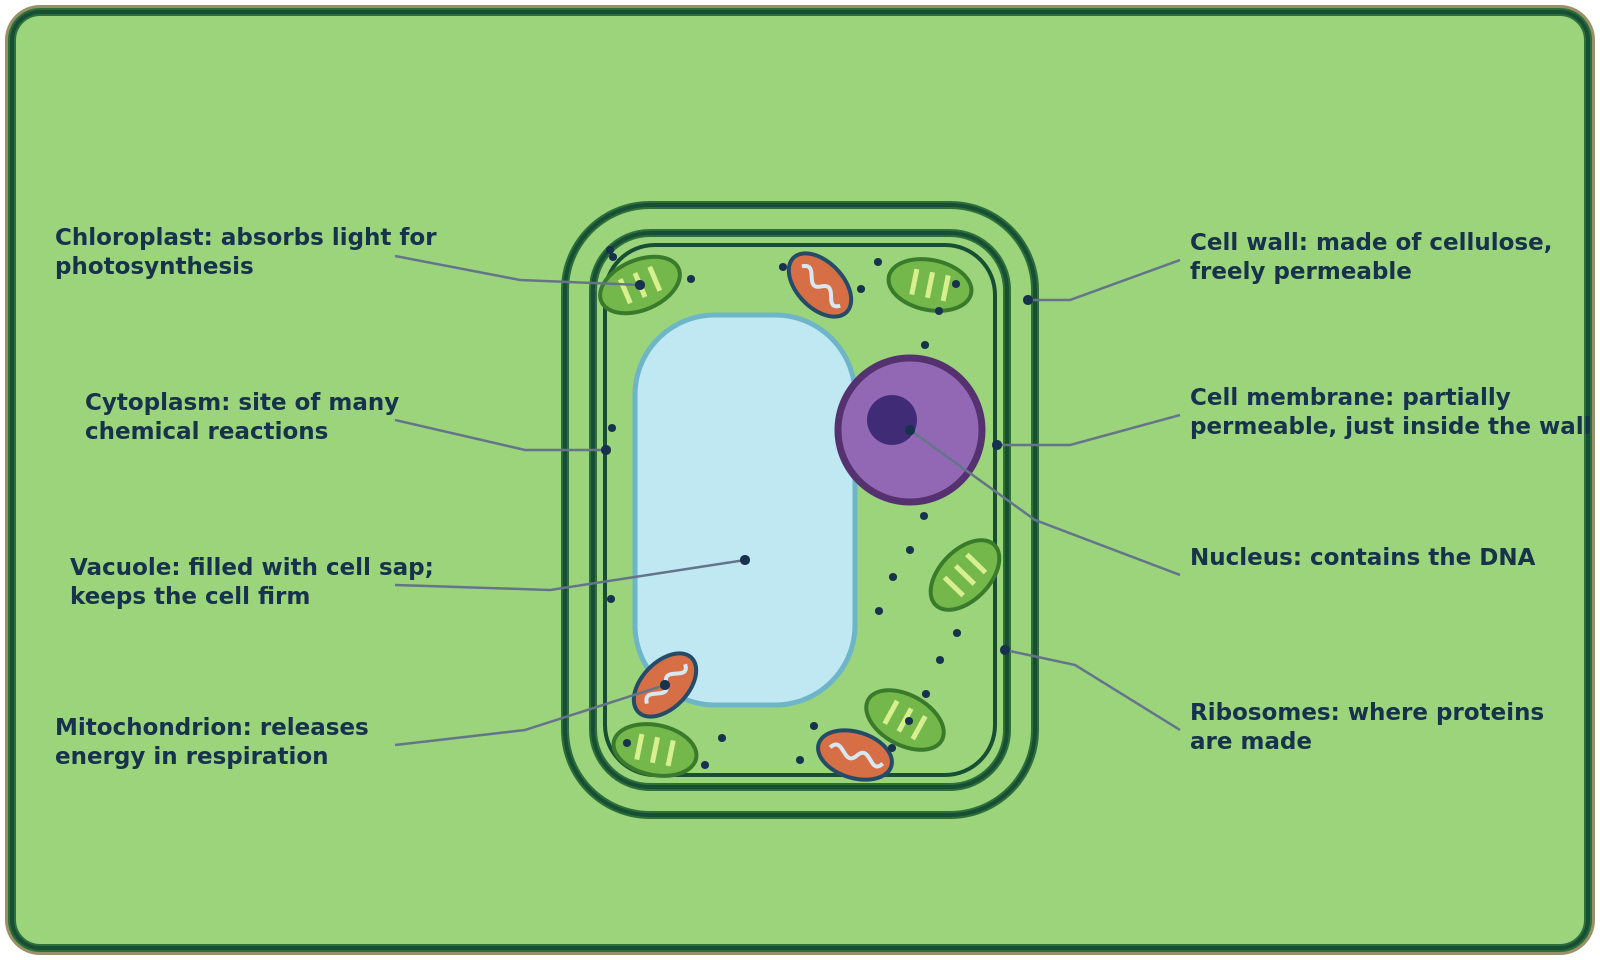 Chloroplast: absorbs light for
photosynthesis
Cytoplasm: site of many
chemical reactions
Vacuole: filled with cell sap;
keeps the cell firm
Mitochondrion: releases
energy in respiration
Cell wall: made of cellulose,
freely permeable
Cell membrane: partially
permeable, just inside the wall
Nucleus: contains the DNA
Ribosomes: where proteins
are made